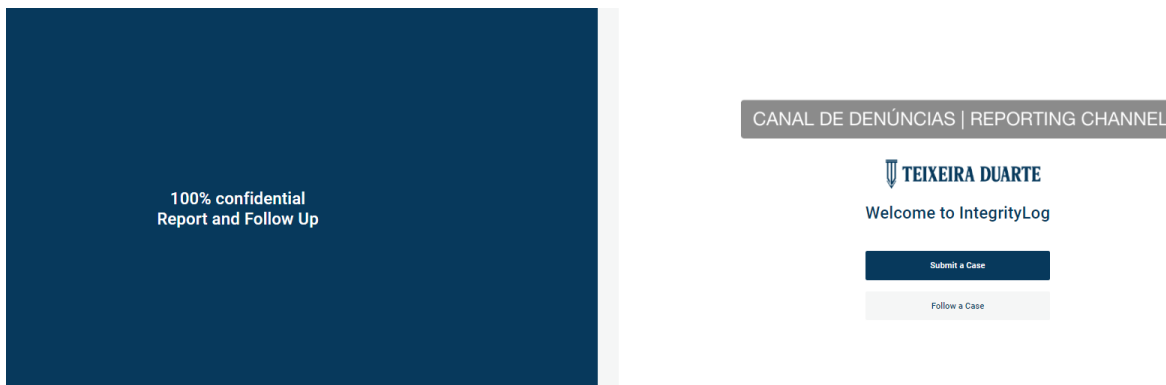 100% confidential
Report and Follow Up
CANAL DE DENÚNCIAS | REPORTING CHANNEL
TEIXEIRA DUARTE
Welcome to IntegrityLog
Submit a Case
Follow a Case